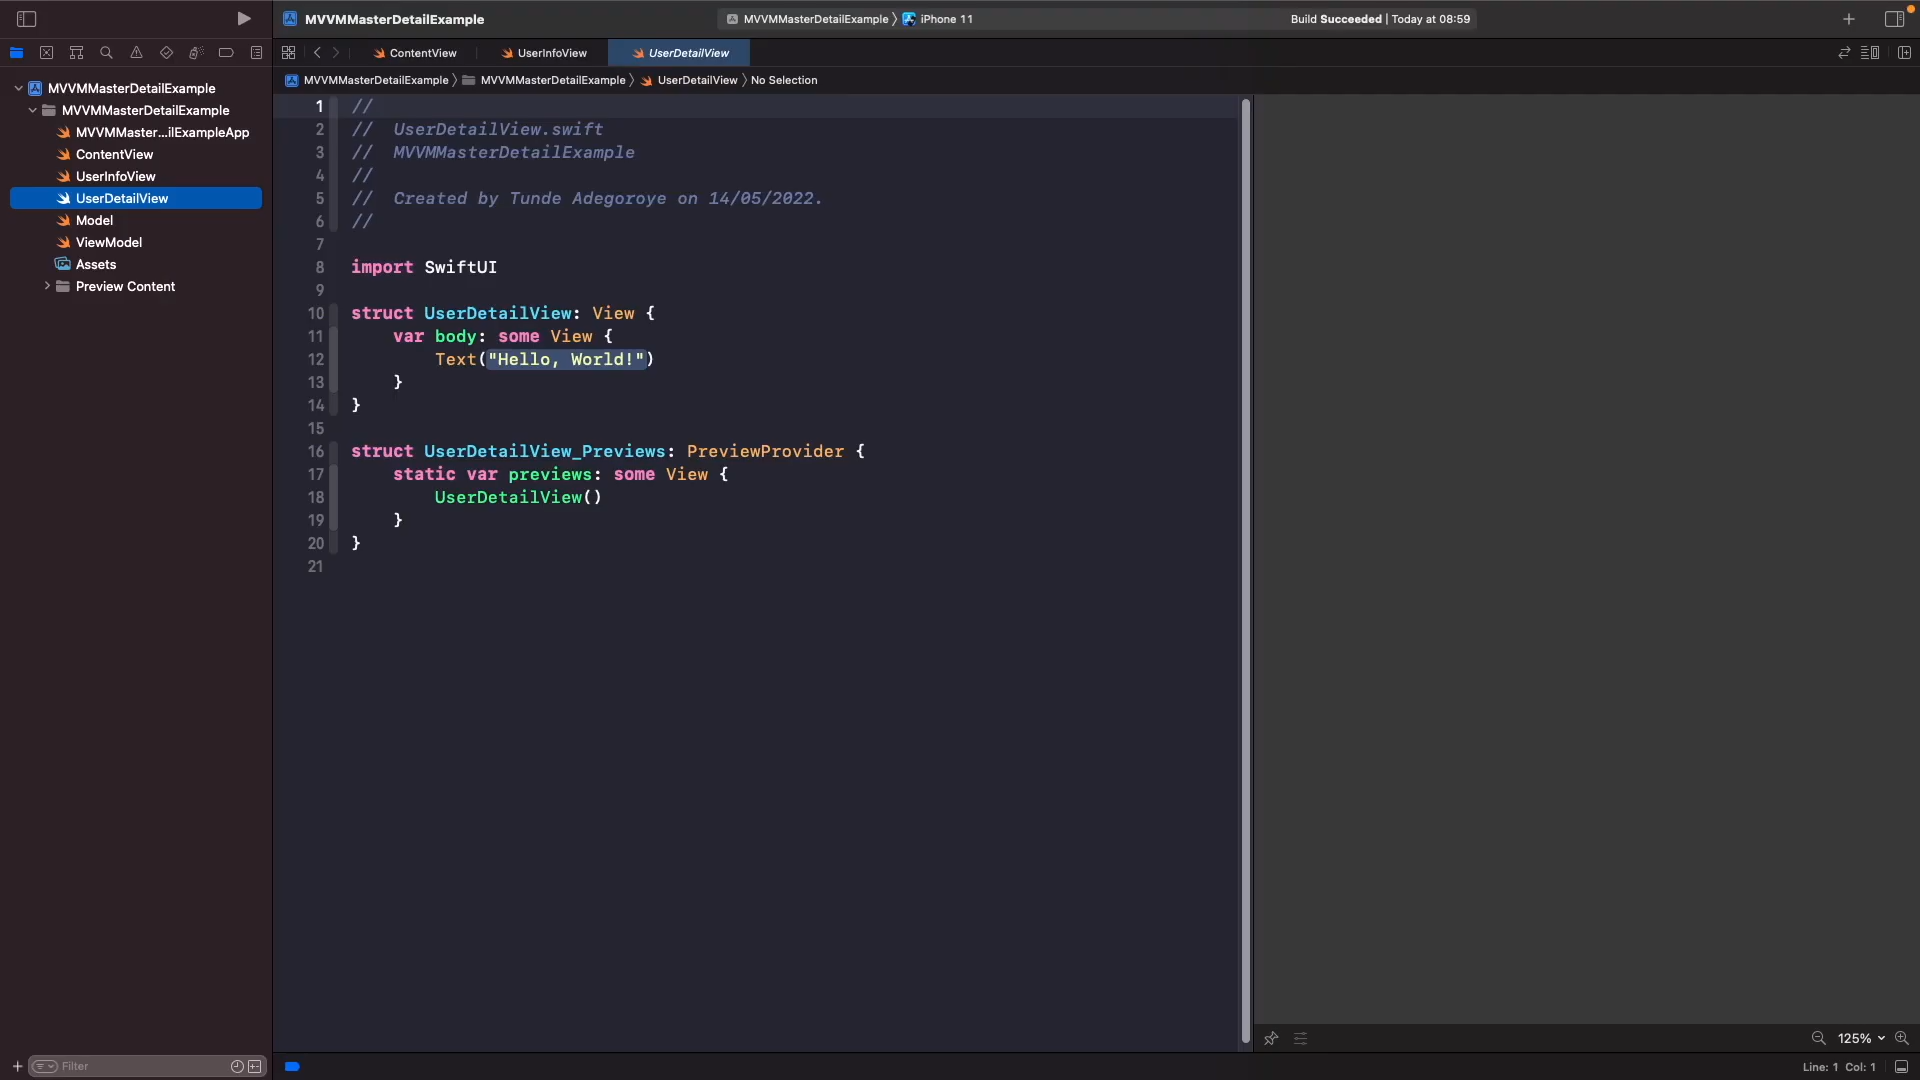 MVVMMasterDetailExample
MVVMMasterDetailExample
iPhone 11
Build Succeeded | Today at 08:59
ContentView
UserInfoView
UserDetailView
MVVMMasterDetailExample
MVVMMasterDetailExample
UserDetailView
No Selection
MVVMMasterDetailExample
MVVMMasterDetailExample
MVVMMaster...ilExampleApp
ContentView
UserInfoView
UserDetailView
Model
ViewModel
Assets
Preview Content
1 //
2 //  UserDetailView.swift
3 //  MVVMMasterDetailExample
4 //
5 //  Created by Tunde Adegoroye on 14/05/2022.
6 //
7
8 import SwiftUI
9
10 struct UserDetailView: View {
11     var body: some View {
12         Text("Hello, World!")
13     }
14 }
15
16 struct UserDetailView_Previews: PreviewProvider {
17     static var previews: some View {
18         UserDetailView()
19     }
20 }
21
125%
Filter
Line: 1 Col: 1